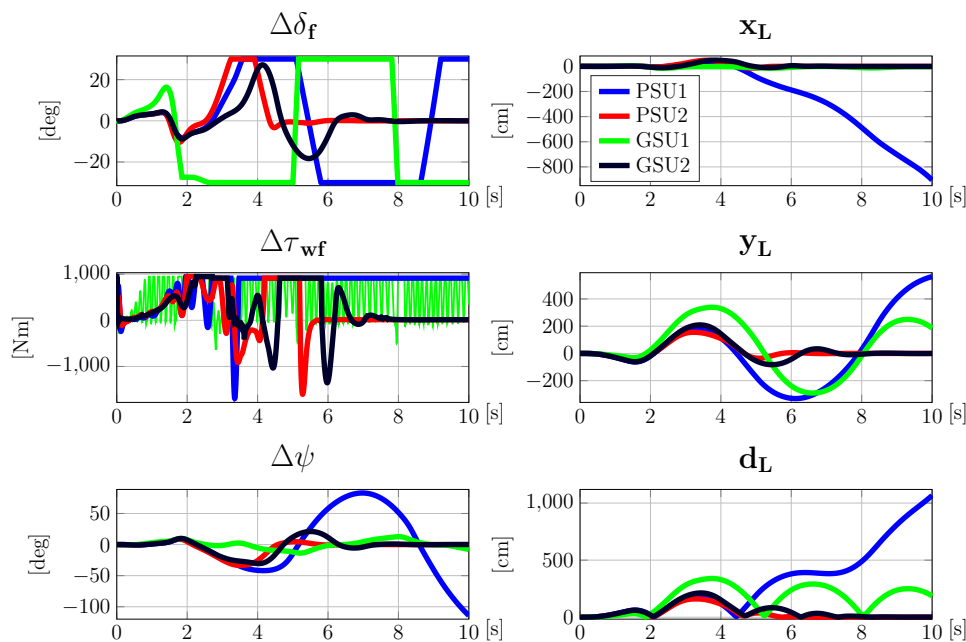 Δδf
20
0
−20
[deg]
0 2 4 6 8 10 [s]
xL
0
−200
−400
−600
−800
[cm]
PSU1
PSU2
GSU1
GSU2
0 2 4 6 8 10 [s]
Δτwf
1,000
0
−1,000
[Nm]
0 2 4 6 8 10 [s]
yL
400
200
0
−200
[cm]
0 2 4 6 8 10 [s]
Δψ
50
0
−50
−100
[deg]
0 2 4 6 8 10 [s]
dL
1,000
500
0
[cm]
0 2 4 6 8 10 [s]